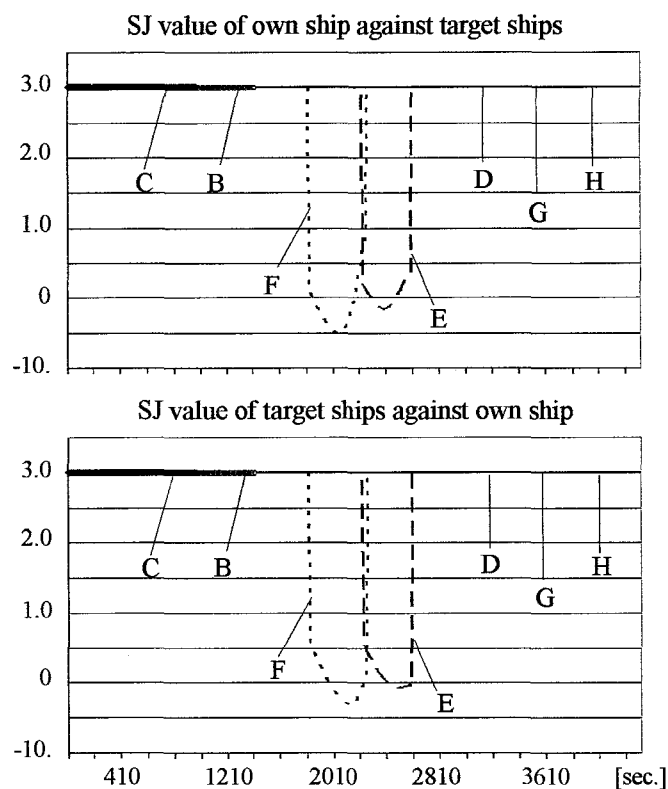 SJ value of own ship against target ships
3.0
2.0
C B D H
G
1.0
F
0
E
-10.
SJ value of target ships against own ship
3.0
2.0
C B D H
G
1.0
F
0
E
-10.
410 1210 2010 2810 3610 [sec.]